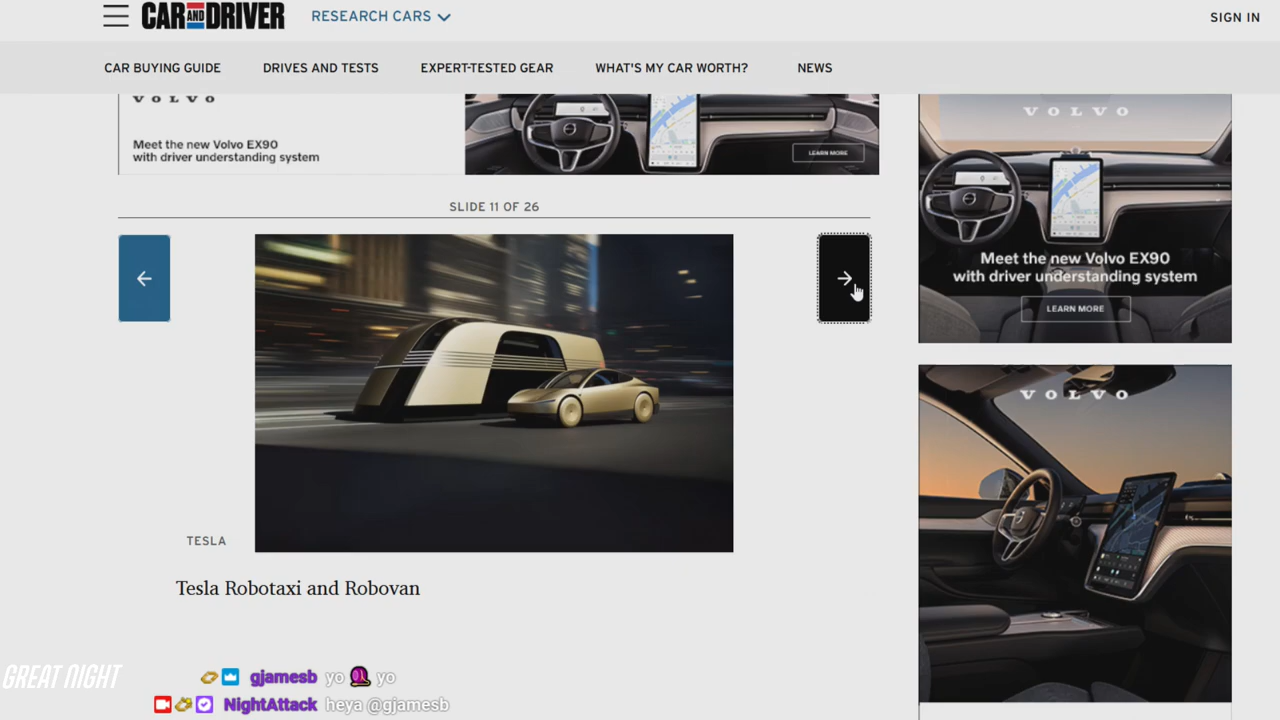 CAR AND DRIVER
RESEARCH CARS
SIGN IN
CAR BUYING GUIDE
DRIVES AND TESTS
EXPERT-TESTED GEAR
WHAT'S MY CAR WORTH?
NEWS
VOLVO
Meet the new Volvo EX90
with driver understanding system
LEARN MORE
VOLVO
Meet the new Volvo EX90
with driver understanding system
LEARN MORE
SLIDE 11 OF 26
VOLVO
TESLA
Tesla Robotaxi and Robovan
GREAT NIGHT
gjamesb yo yo
NightAttack heya @gjamesb